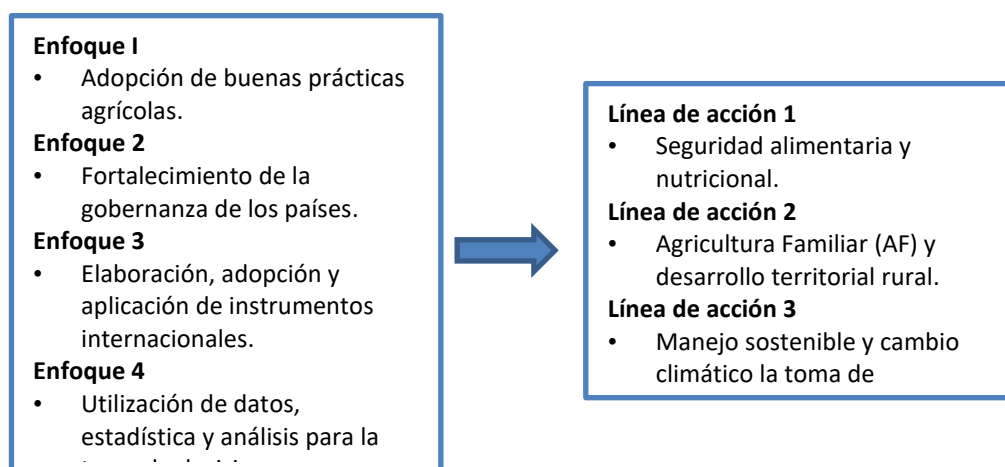 Enfoque I
• Adopción de buenas prácticas
agrícolas.
Enfoque 2
• Fortalecimiento de la
gobernanza de los países.
Enfoque 3
• Elaboración, adopción y
aplicación de instrumentos
internacionales.
Enfoque 4
• Utilización de datos,
estadística y análisis para la
Línea de acción 1
• Seguridad alimentaria y
nutricional.
Línea de acción 2
• Agricultura Familiar (AF) y
desarrollo territorial rural.
Línea de acción 3
• Manejo sostenible y cambio
climático la toma de